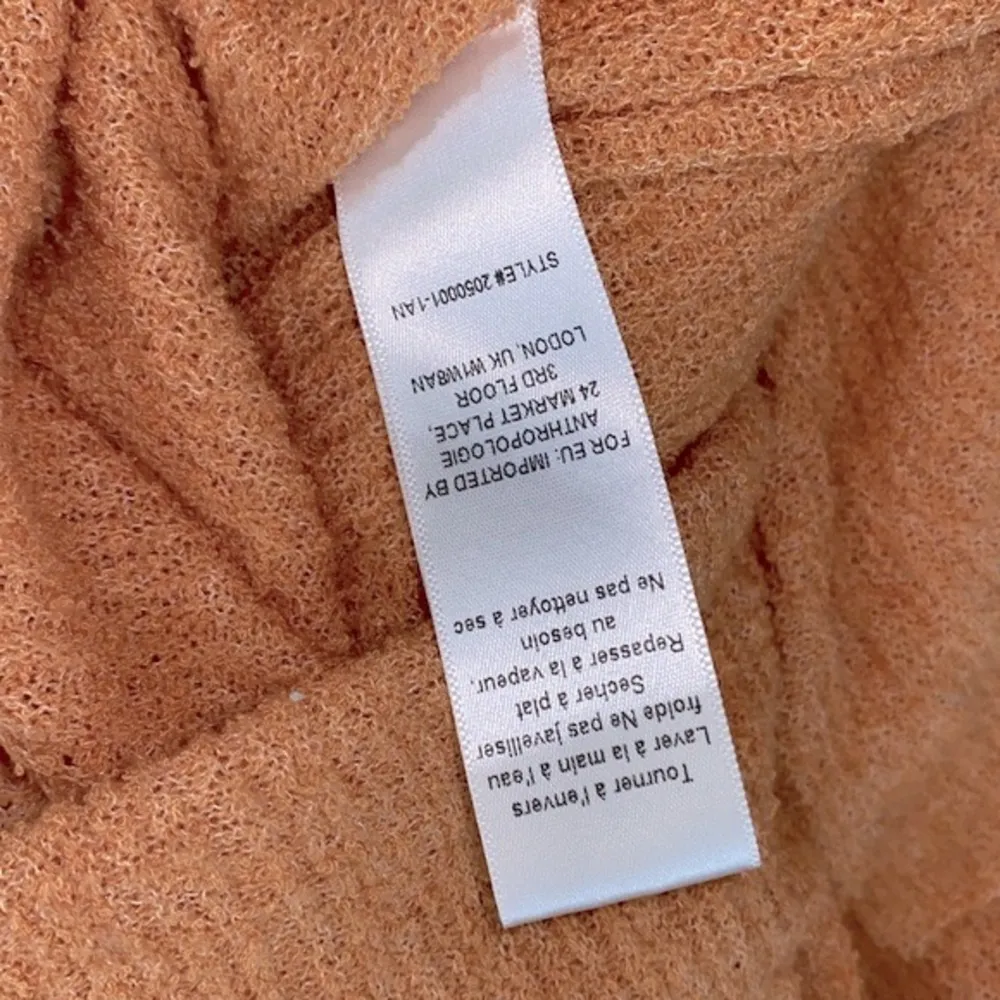 Tourner à l'envers
Laver à la main à l'eau
froide Ne pas javelliser
Secher à plat
Repasser à la vapeur,
au besoin
Ne pas nettoyer à sec
FOR EU: IMPORTED BY
ANTHROPOLOGIE
24 MARKET PLACE,
3RD FLOOR
LODON, UK W1W8AN
STYLE# 2050001-1AN